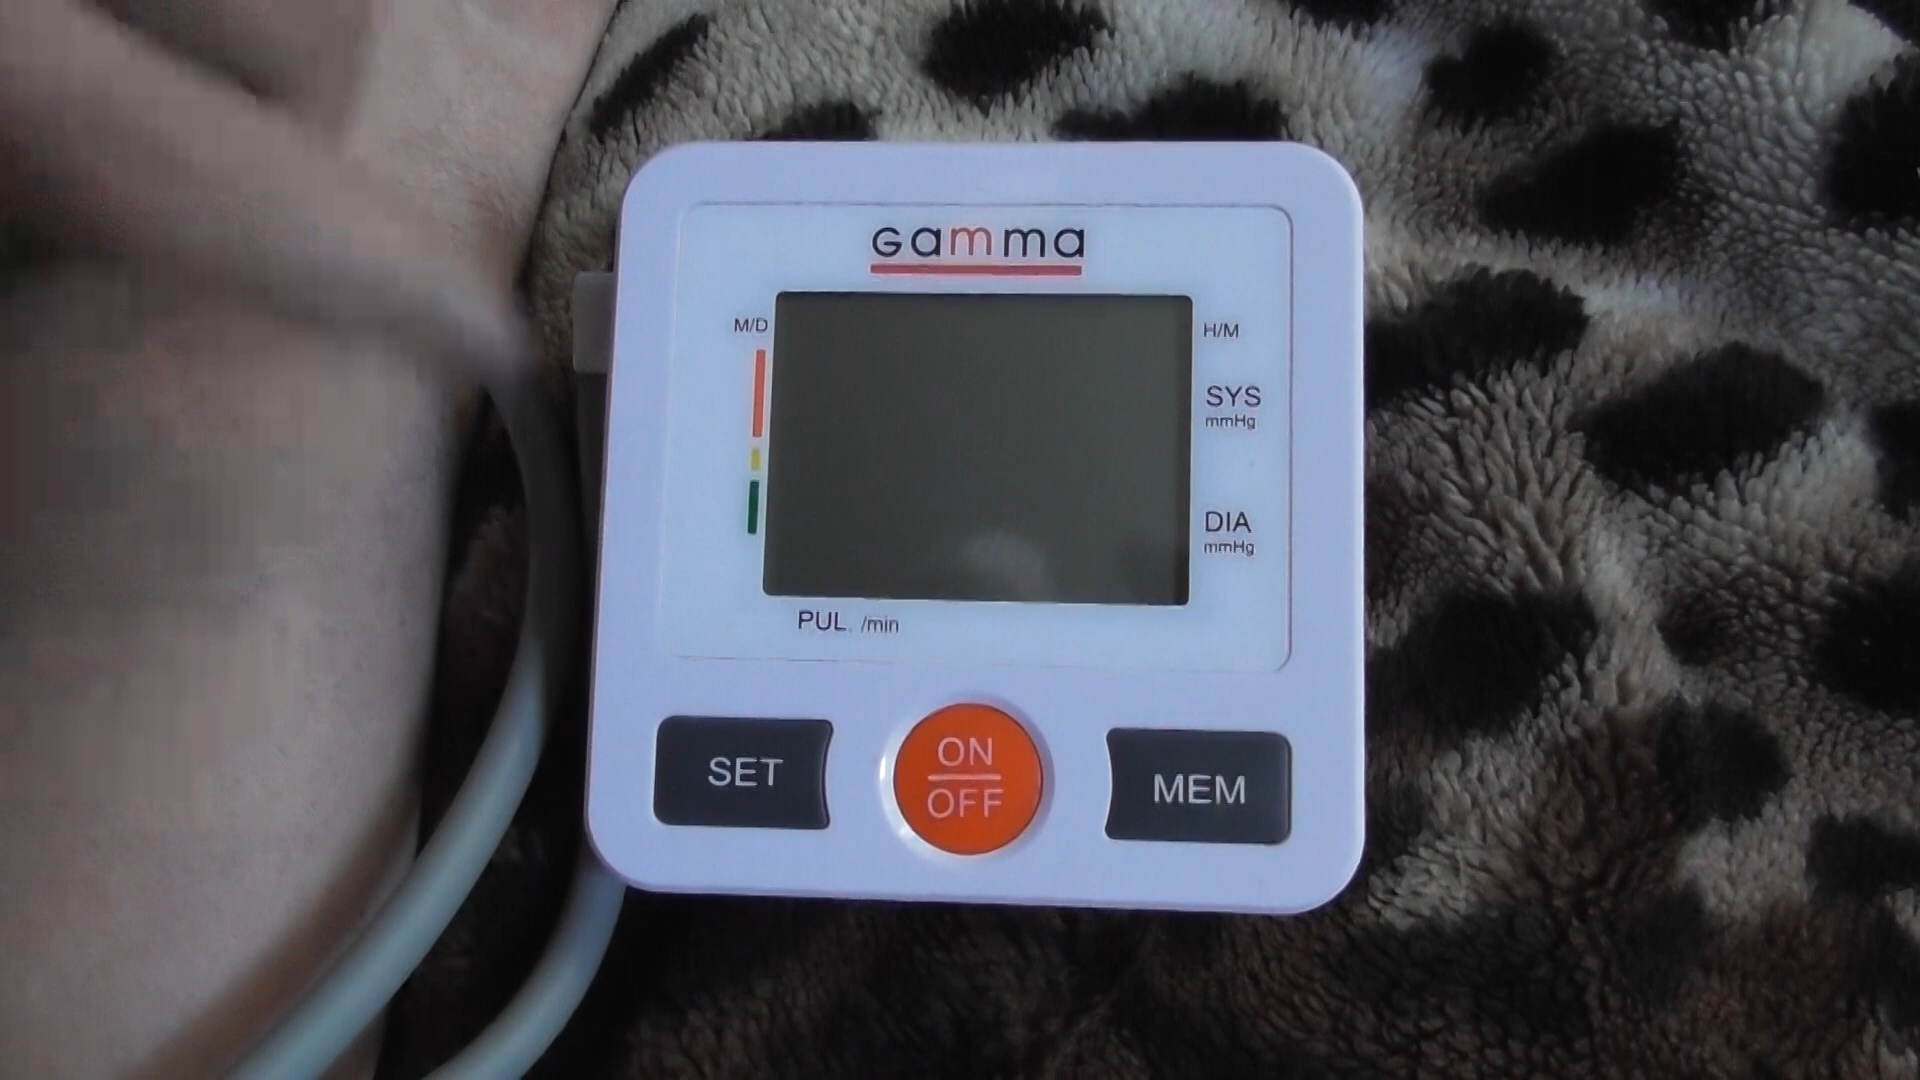 Gamma
M/D
H/M
SYS
mmHg
DIA
mmHg
PUL. /min
SET
ON
OFF
MEM